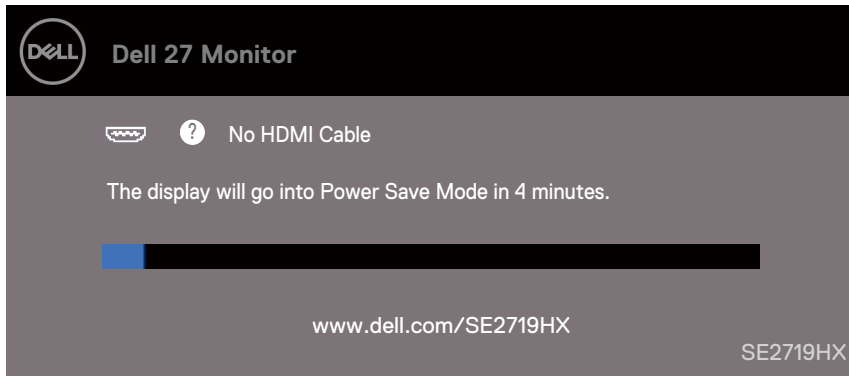 DELL
Dell 27 Monitor
? No HDMI Cable
The display will go into Power Save Mode in 4 minutes.
www.dell.com/SE2719HX
SE2719HX